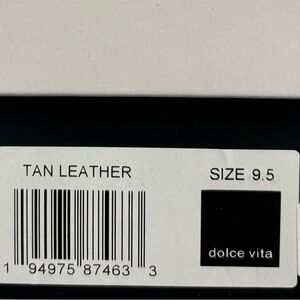 TAN LEATHER
SIZE 9.5
dolce vita
1 94975 87463 3